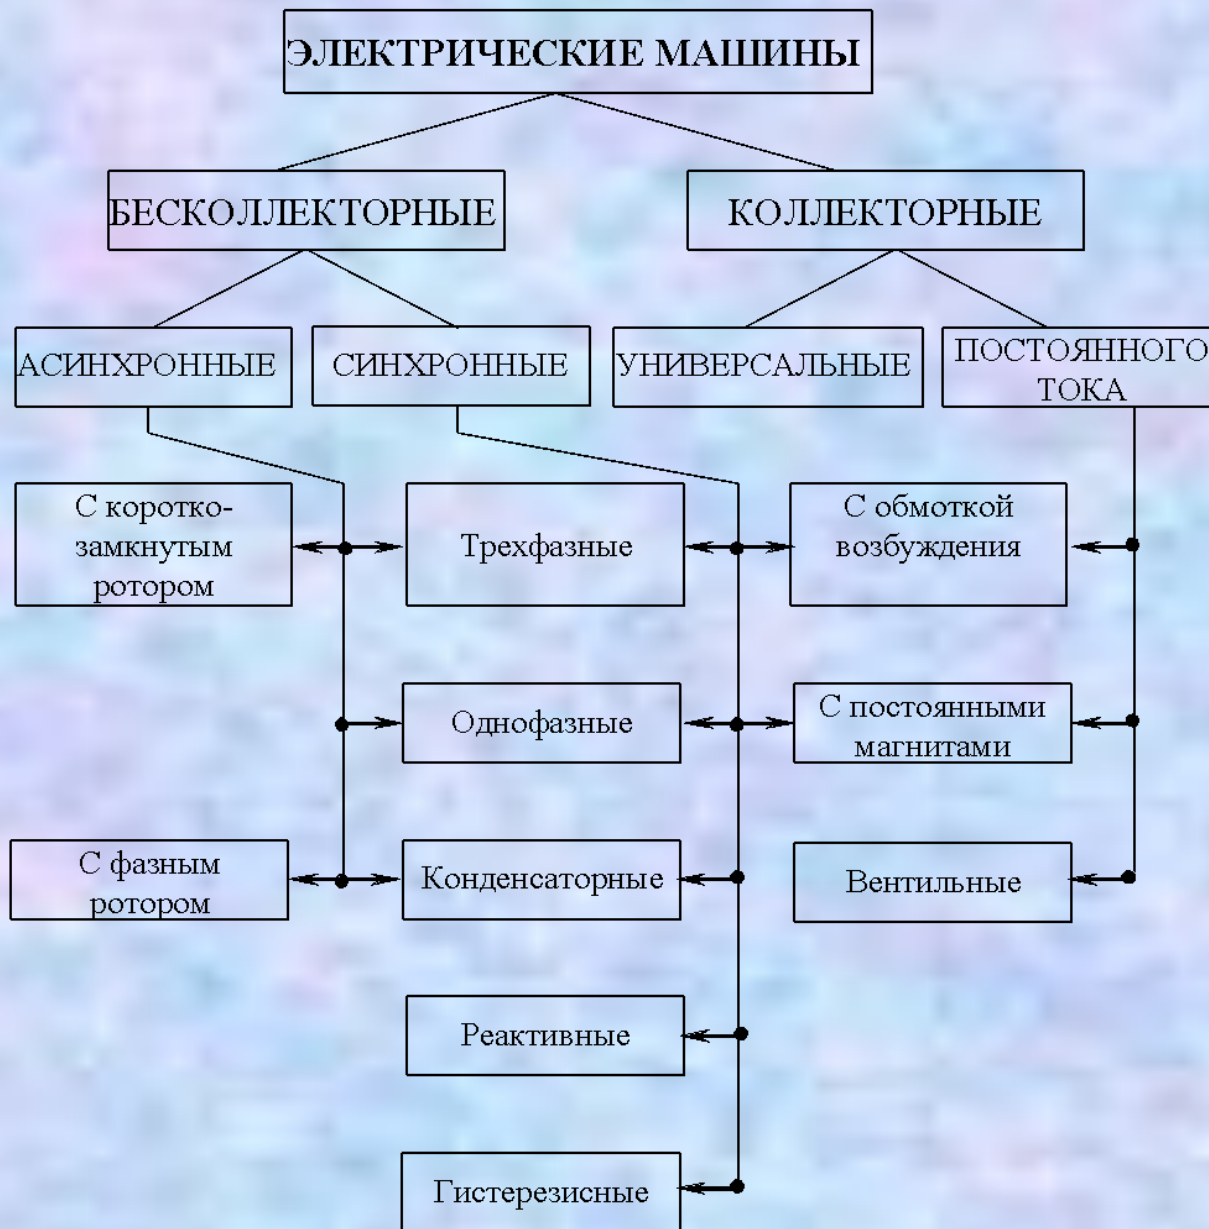 ЭЛЕКТРИЧЕСКИЕ МАШИНЫ
БЕСКОЛЛЕКТОРНЫЕ
КОЛЛЕКТОРНЫЕ
АСИНХРОННЫЕ
СИНХРОННЫЕ
УНИВЕРСАЛЬНЫЕ
ПОСТОЯННОГО
ТОКА
С коротко-
замкнутым
ротором
Трехфазные
С обмоткой
возбуждения
Однофазные
С постоянными
магнитами
С фазным
ротором
Конденсаторные
Вентильные
Реактивные
Гистерезисные